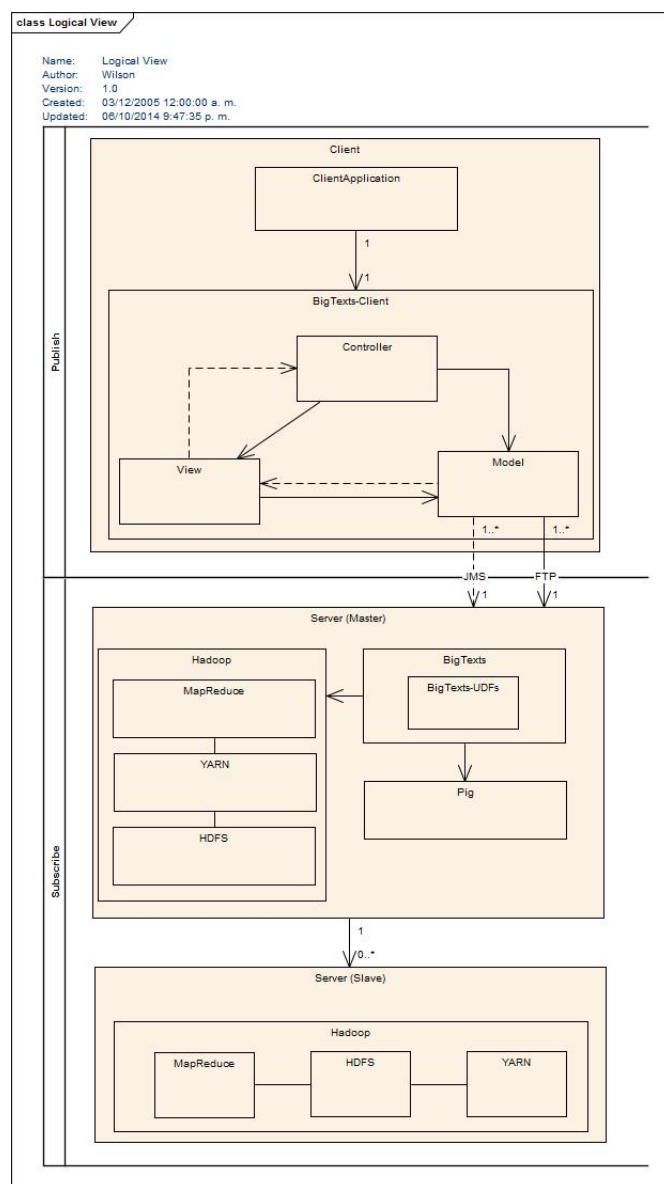 class Logical View
Name: Logical View
Author: Wilson
Version: 1.0
Created: 03/12/2005 12:00:00 a. m.
Updated: 06/10/2014 9:47:35 p. m.
Publish
Client
ClientApplication
1
1
BigTexts-Client
Controller
View
Model
1..* 1..*
JMS FTP
1 1
Subscribe
Server (Master)
Hadoop
MapReduce
YARN
HDFS
BigTexts
BigTexts-UDFs
Pig
1
0..*
Server (Slave)
Hadoop
MapReduce HDFS YARN